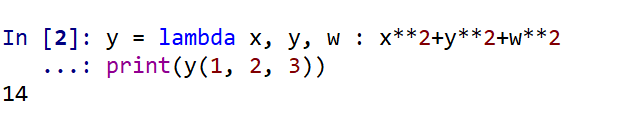 In [2]: y = lambda x, y, w : x**2+y**2+w**2
   ...: print(y(1, 2, 3))
14